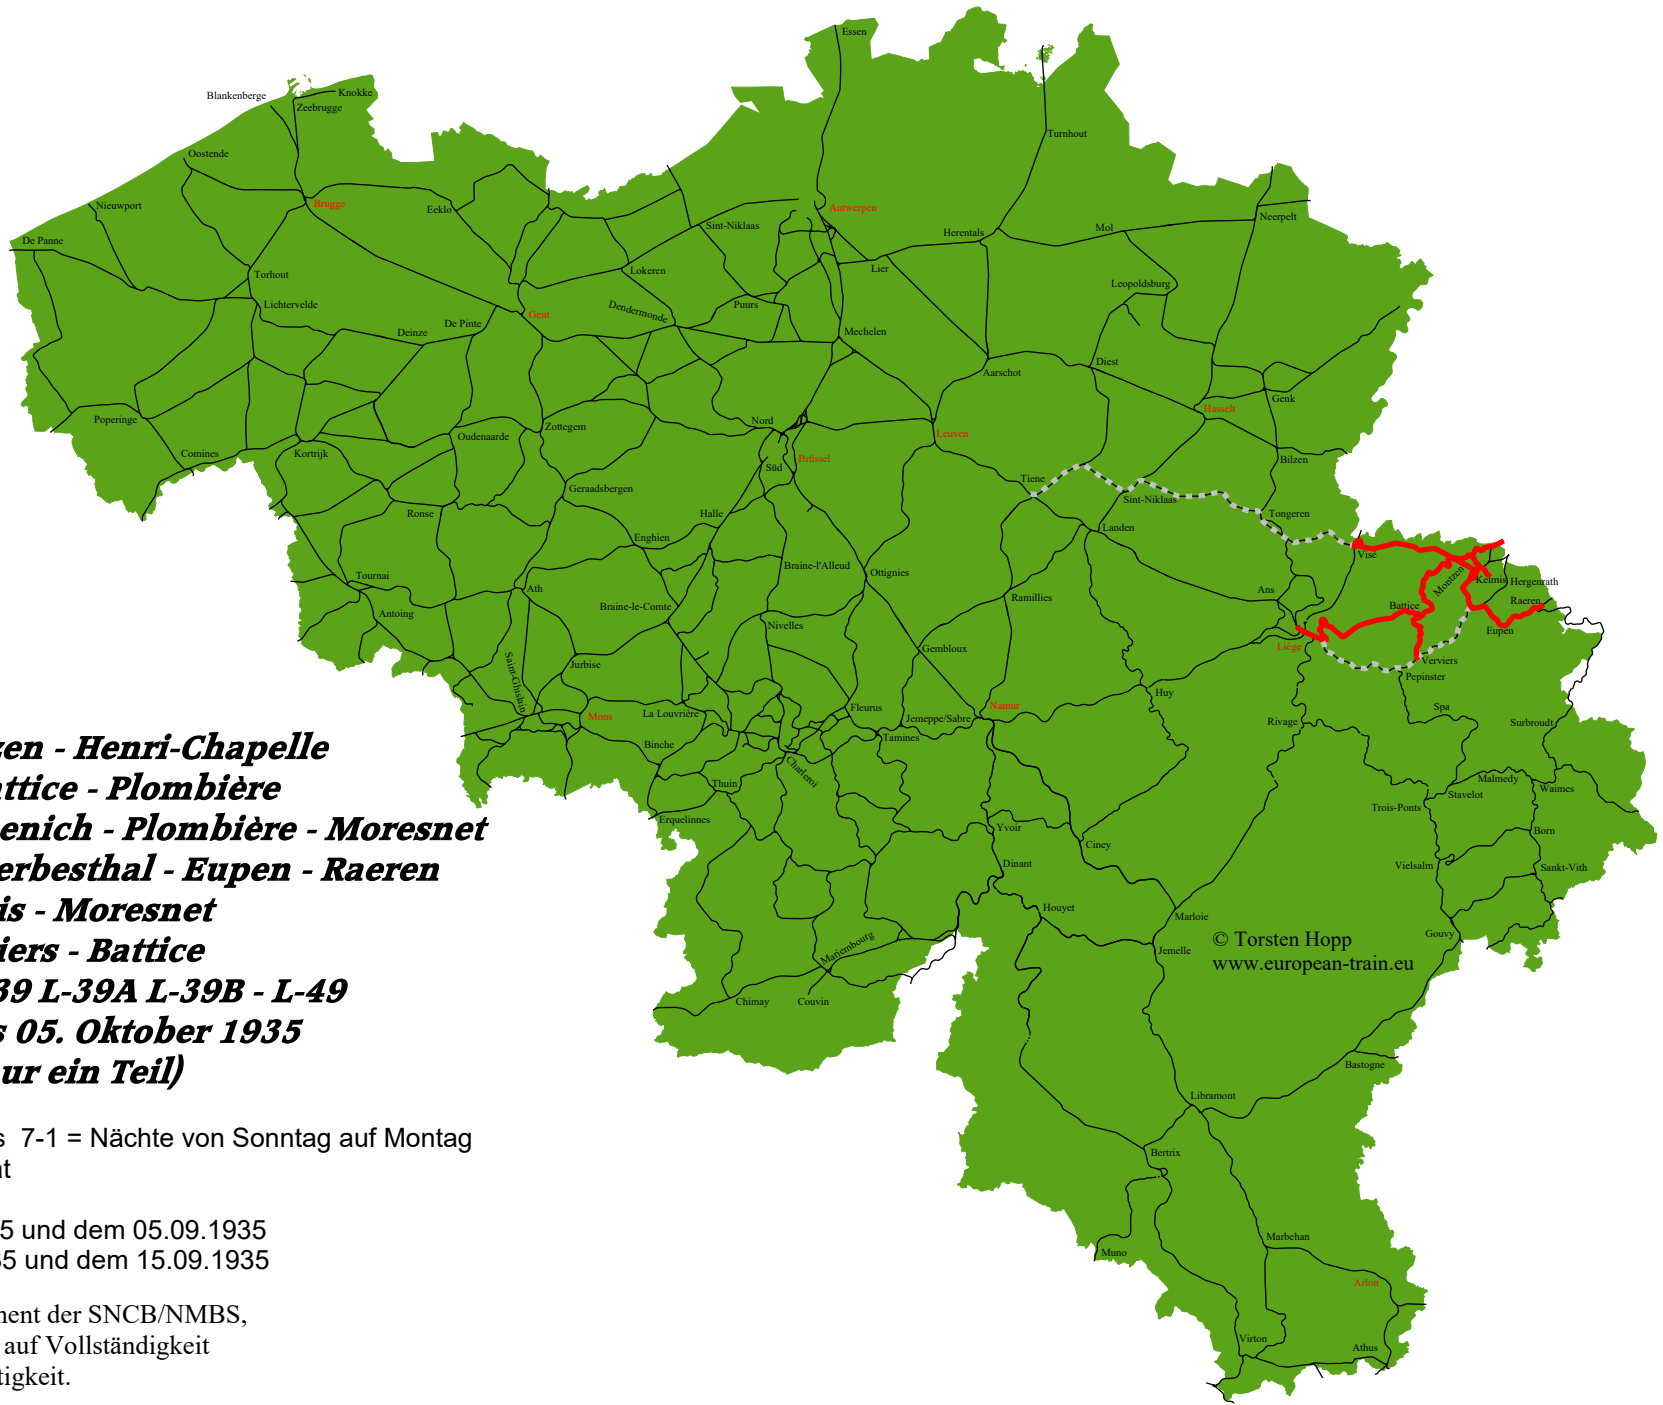 Essen
Knokke
Blankenberge
Zeebrugge
Turnhout
Oostende
Nieuwport
Brugge
Eeklo
Antwerpen
Neerpelt
Sint-Niklaas
Mol
Herentals
De Panne
Torhout
Lokeren
Lier
Leopoldsburg
Lichtervelde
Dendermonde
Puurs
Gent
De Pinte
Deinze
Mechelen
Diest
Aarschot
Genk
Hasselt
Poperinge
Nord
Zottegem
Leuven
Oudenaarde
Comines
Kortrijk
Brüssel
Bilzen
Süd
Tiene
Geraadsbergen
Sint-Niklaas
Ronse
Halle
Tongeren
Landen
Enghien
Visé
Braine-l'Alleud
Ottignies
Tournai
Montzen
Kelmis
Hergenrath
Ath
Ans
Ramillies
Raeren
Braine-le-Comte
Battice
Antoing
Nivelles
Eupen
Liège
Gembloux
Verviers
Jurbise
Saint-Ghislain
Pepinster
Huy
Fleurus
Namur
Spa
La Louvrière
Mons
Jemeppe/Sabre
Rivage
Surbroudt
Tamines
Binche
Charleroi
Thuin
Malmedy
Waimes
Stavelot
Trois-Ponts
Erquelinnes
Yvoir
Born
Ciney
Dinant
Vielsalm
Sankt-Vith
Houyet
Marloie
Gouvy
Mariembourg
Jemelle
Chimay
Couvin
Bastogne
Libramont
Bertrix
Marbehan
Muno
Arlon
Virton
Athus
© Torsten Hopp
www.european-train.eu
zen - Henri-Chapelle
attice - Plombière
enich - Plombière - Moresnet
erbesthal - Eupen - Raeren
is - Moresnet
iers - Battice
39 L-39A L-39B - L-49
s 05. Oktober 1935
ur ein Teil)
s 7-1 = Nächte von Sonntag auf Montag
nt
5 und dem 05.09.1935
35 und dem 15.09.1935
nent der SNCB/NMBS,
auf Vollständigkeit
tigkeit.